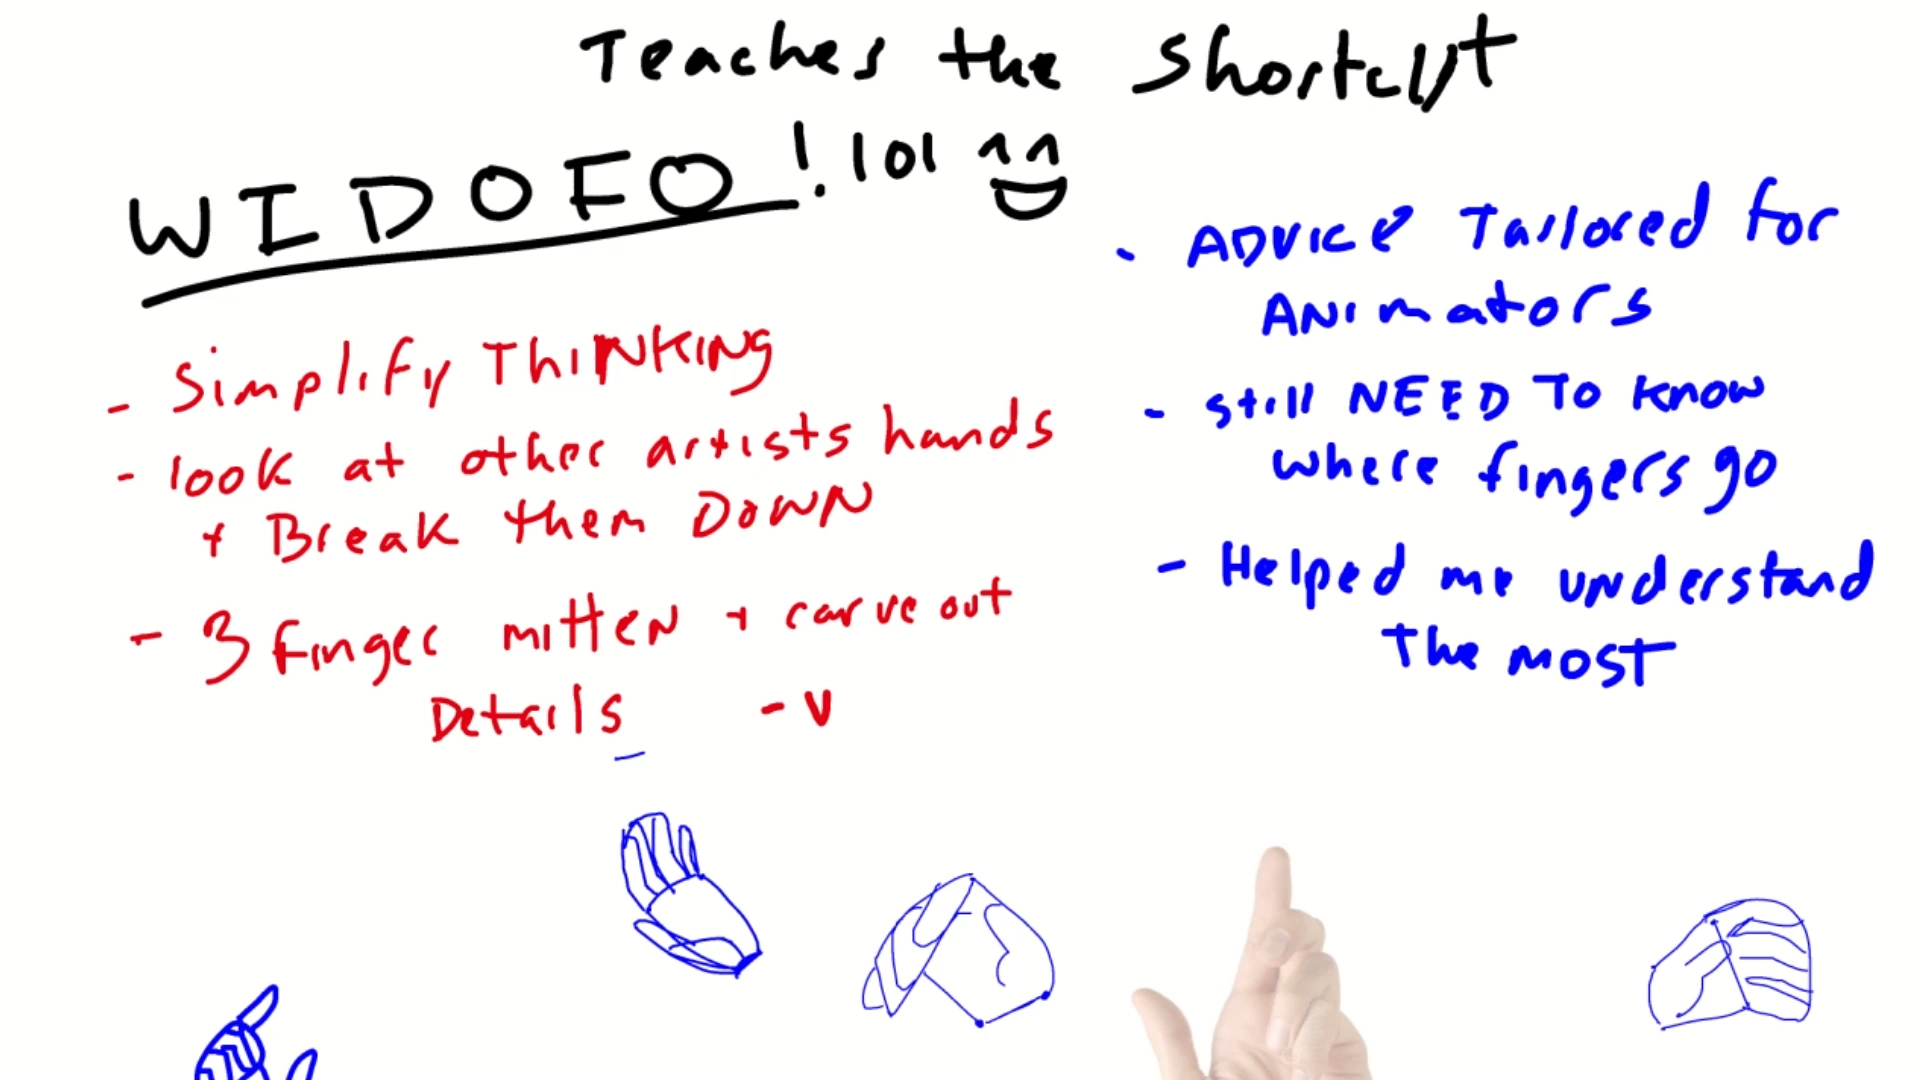 Teaches the shortcut
WIDOFO! lol
- Simplify THINKING
- look at other artists hands
+ Break them DOWN
- 3 finger mitten + carve out
Details - v
- ADVICE Tailored for
ANimators
- still NEED TO know
where fingers go
- Helped me understand
the most